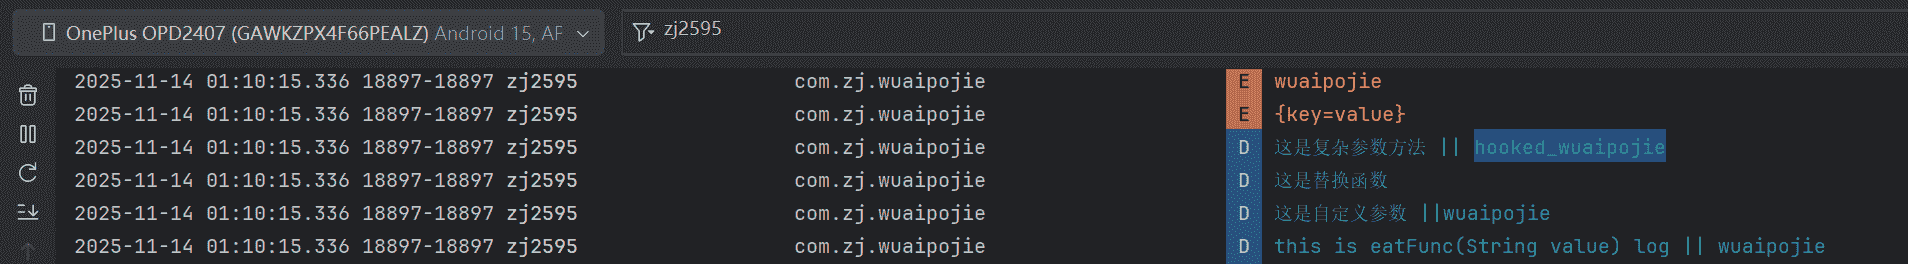 OnePlus OPD2407 (GAWKZPX4F66PEALZ) Android 15, AF
zj2595
2025-11-14 01:10:15.336 18897-18897 zj2595 com.zj.wuaipojie E wuaipojie
2025-11-14 01:10:15.336 18897-18897 zj2595 com.zj.wuaipojie E {key=value}
2025-11-14 01:10:15.336 18897-18897 zj2595 com.zj.wuaipojie D 这是复杂参数方法 || hooked_wuaipojie
2025-11-14 01:10:15.336 18897-18897 zj2595 com.zj.wuaipojie D 这是替换函数
2025-11-14 01:10:15.336 18897-18897 zj2595 com.zj.wuaipojie D 这是自定义参数 ||wuaipojie
2025-11-14 01:10:15.336 18897-18897 zj2595 com.zj.wuaipojie D this is eatFunc(String value) log || wuaipojie